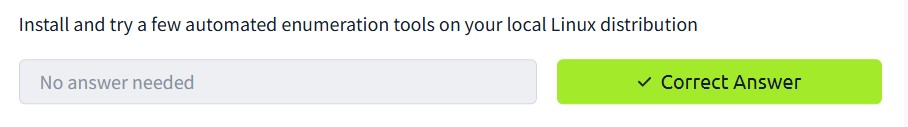 Install and try a few automated enumeration tools on your local Linux distribution
No answer needed
✓ Correct Answer